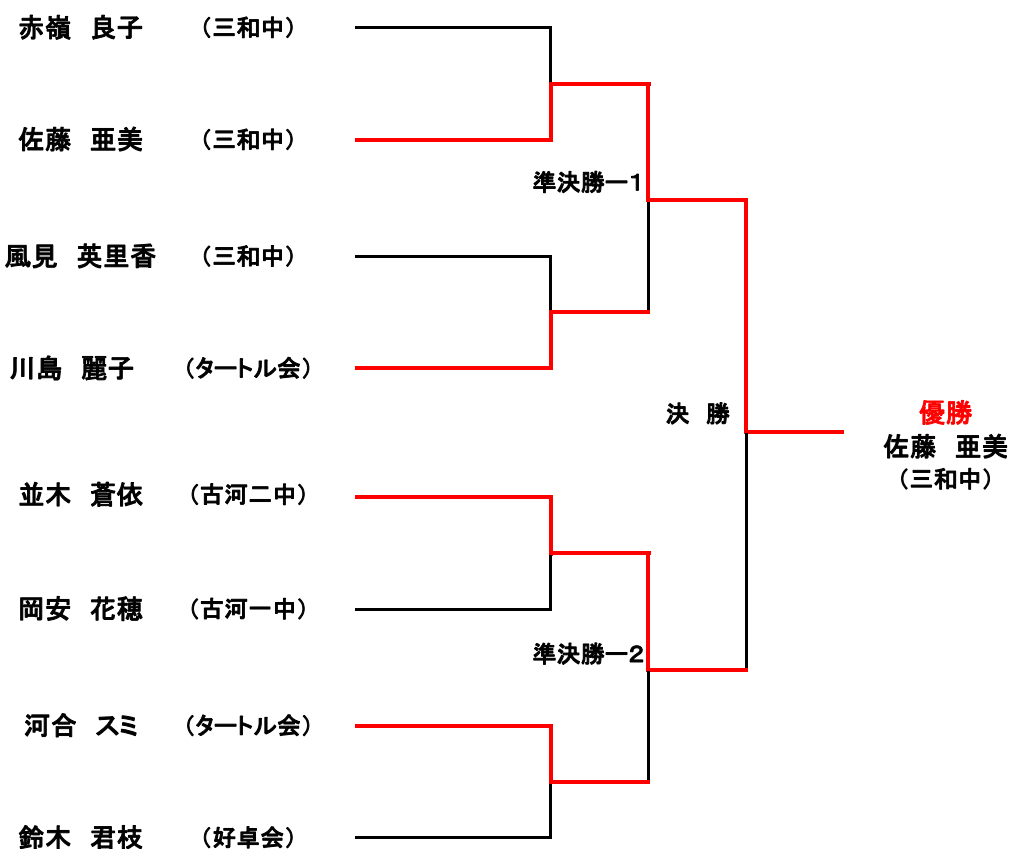 赤嶺　良子　（三和中）
佐藤　亜美　（三和中）
準決勝ー１
風見　英里香　（三和中）
川島　麗子　（タートル会）
決　勝
優勝
佐藤　亜美
（三和中）
並木　蒼依　（古河二中）
岡安　花穂　（古河一中）
準決勝ー２
河合　スミ　（タートル会）
鈴木　君枝　（好卓会）